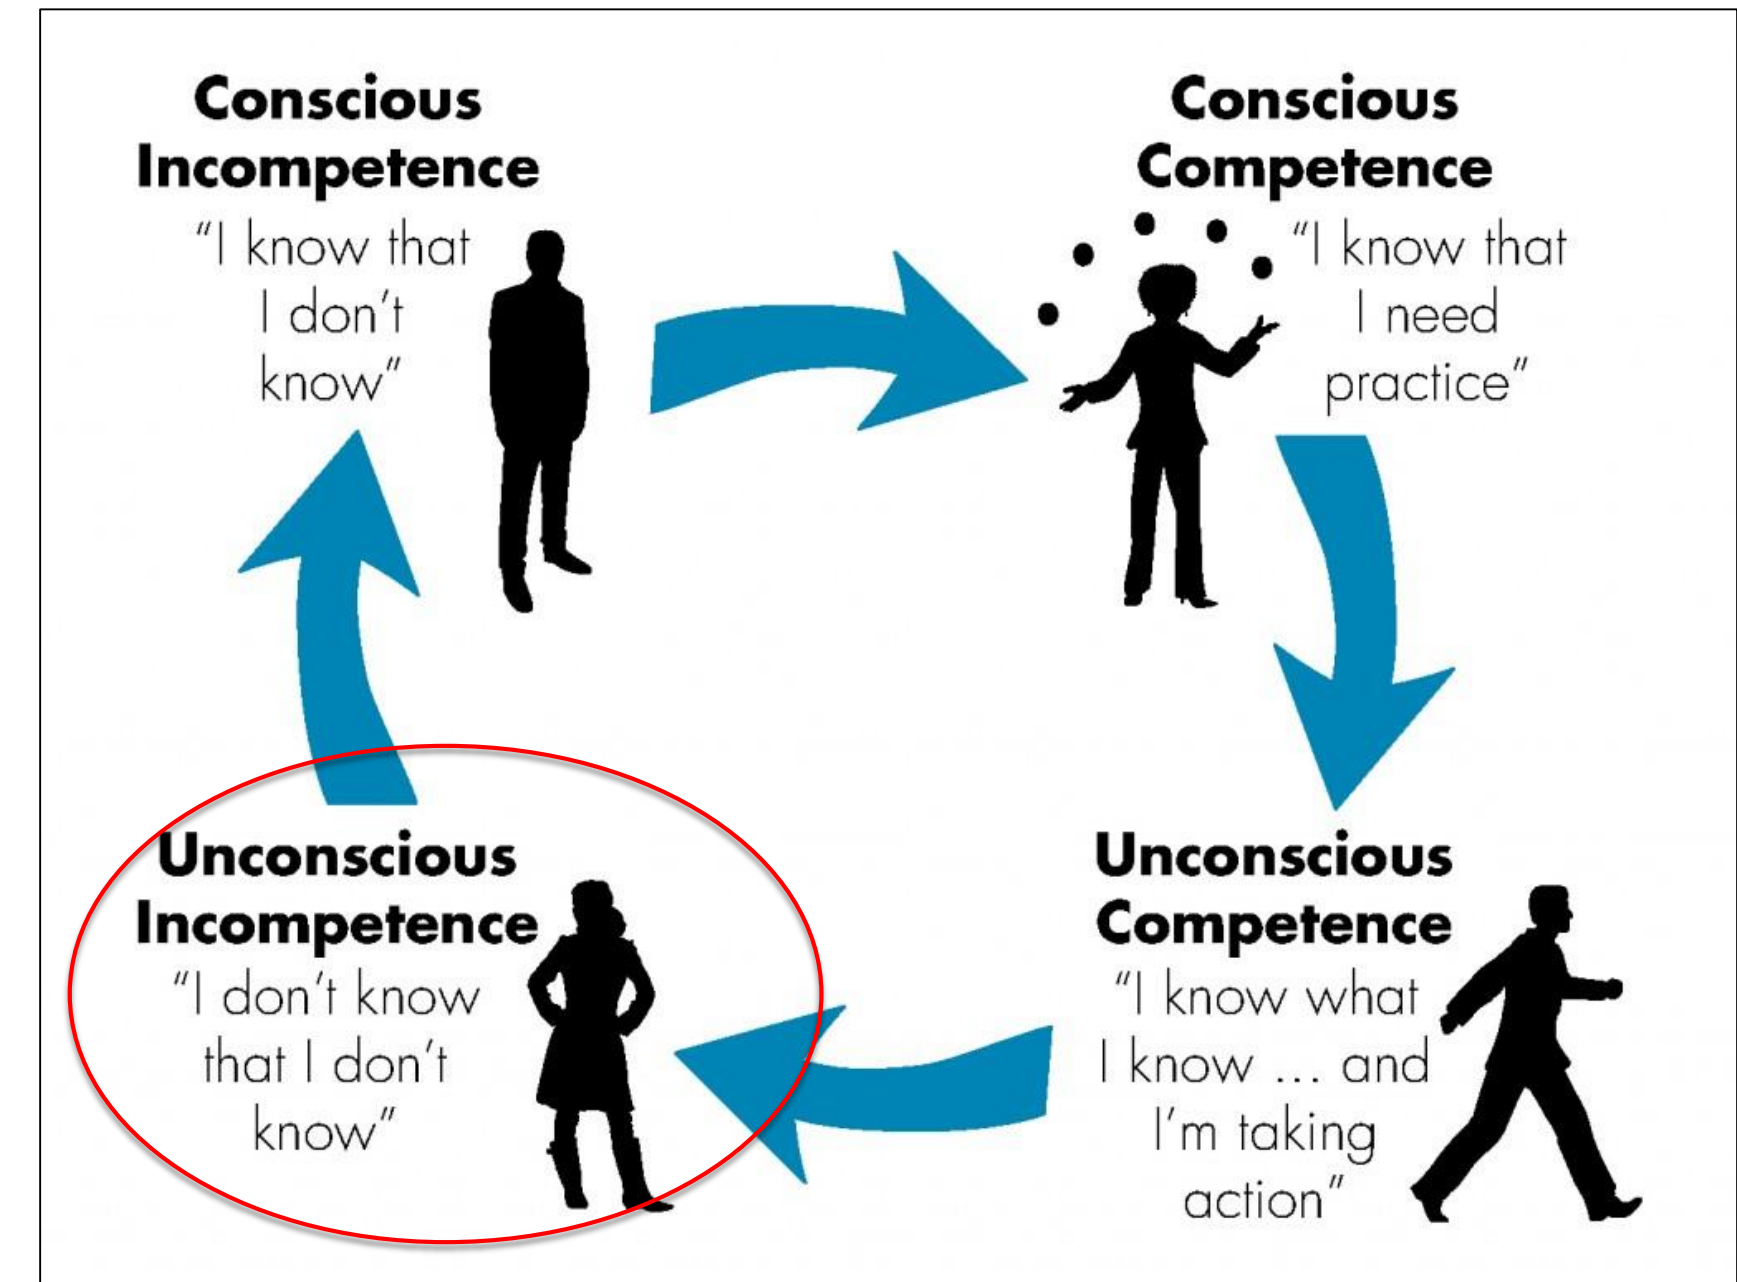 Conscious
Incompetence
“I know that
I don’t
know”
Conscious
Competence
“I know that
I need
practice”
Unconscious
Incompetence
“I don’t know
that I don’t
know”
Unconscious
Competence
“I know what
I know ... and
I’m taking
action”